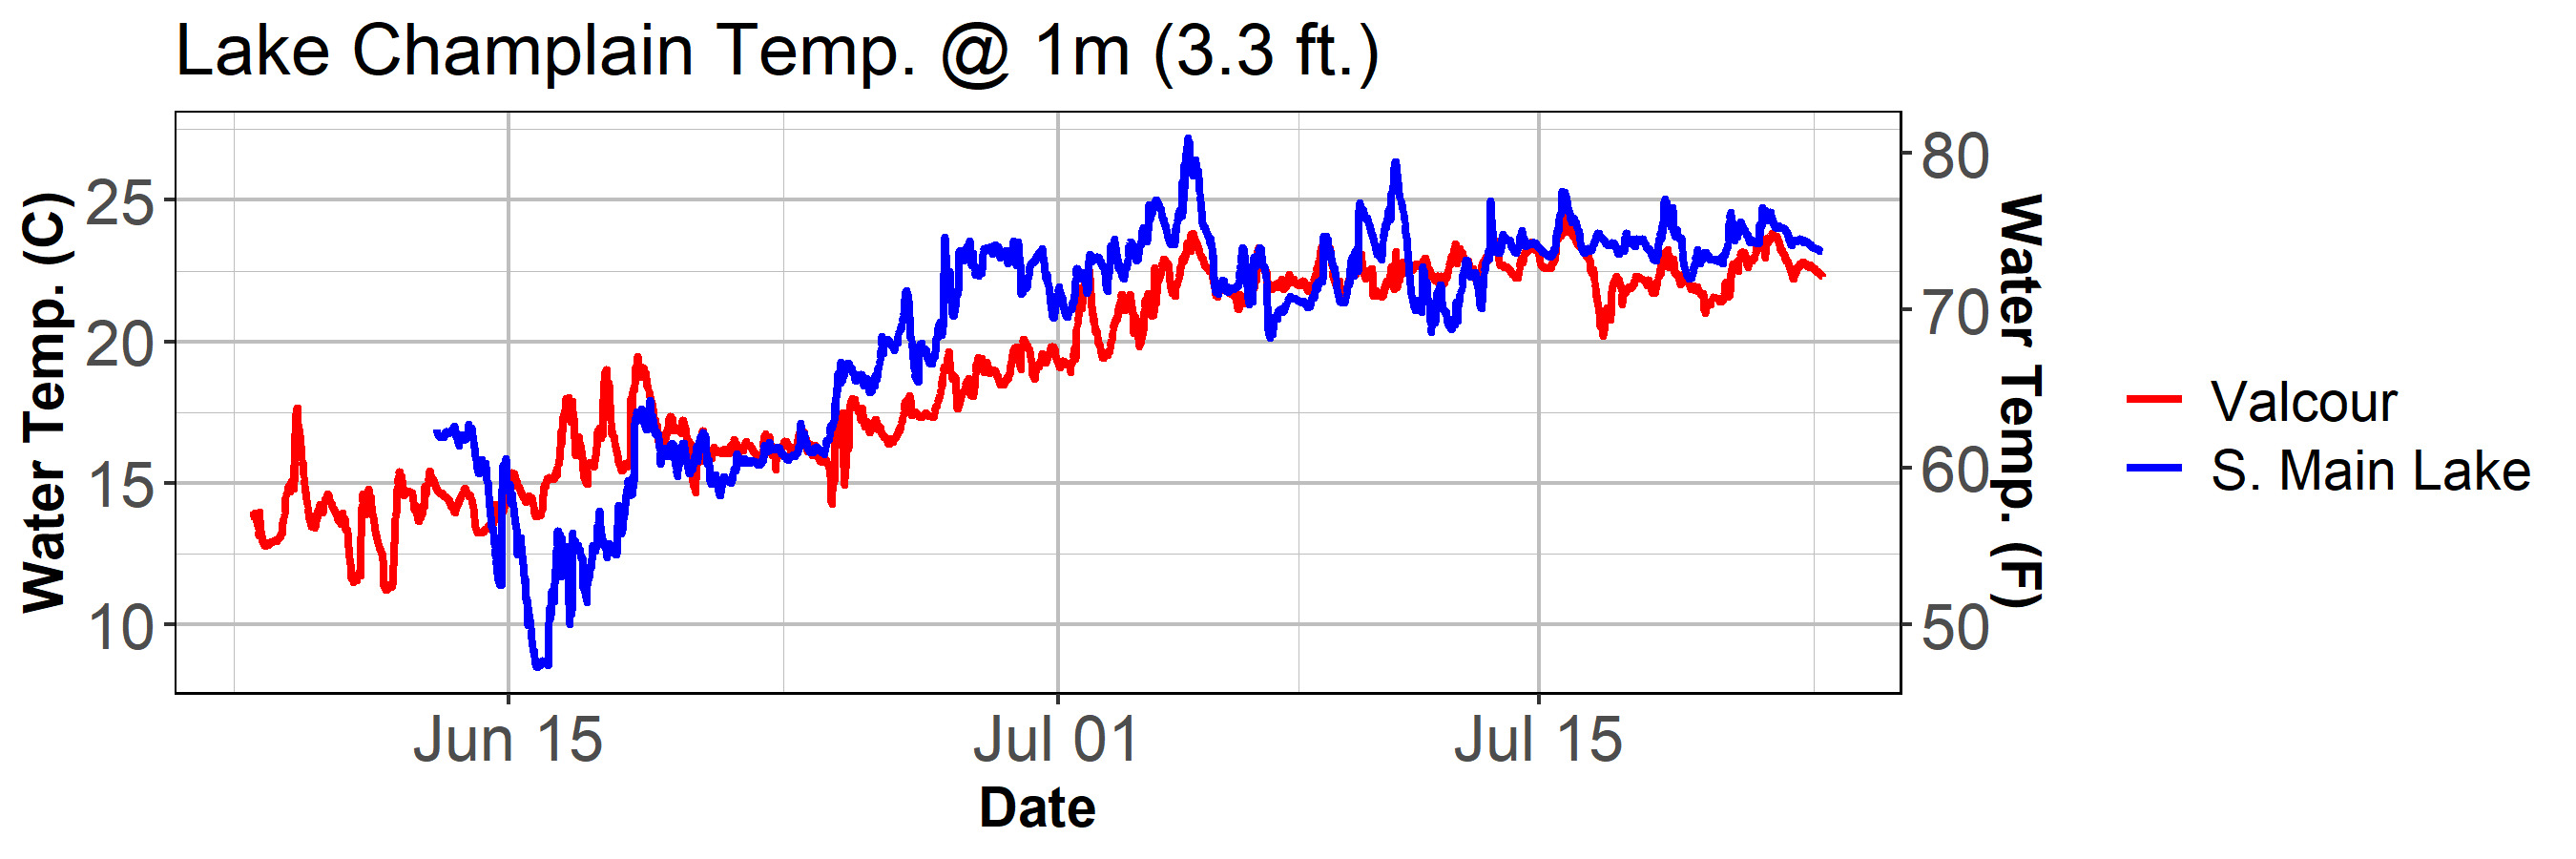 Lake Champlain Temp. @ 1m (3.3 ft.)
Water Temp. (C)
25
20
15
10
80
70
60
50
Water Temp. (F)
Jun 15
Jul 01
Jul 15
Date
Valcour
S. Main Lake